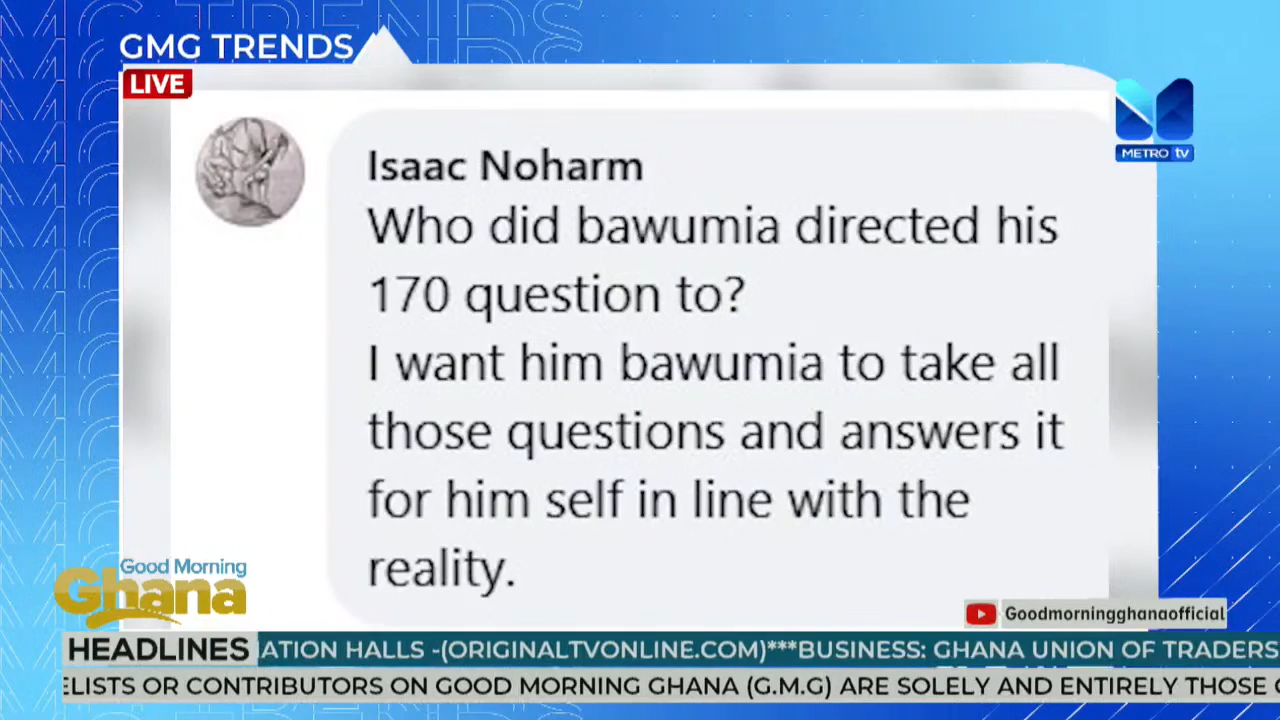 GMG TRENDS
LIVE
METRO tv
Isaac Noharm
Who did bawumia directed his
170 question to?
I want him bawumia to take all
those questions and answers it
for him self in line with the
reality.
Good Morning
Ghana
Goodmorningghanaofficial
HEADLINES
ATION HALLS -(ORIGINALTVONLINE.COM)***BUSINESS: GHANA UNION OF TRADERS
ELISTS OR CONTRIBUTORS ON GOOD MORNING GHANA (G.M.G) ARE SOLELY AND ENTIRELY THOSE